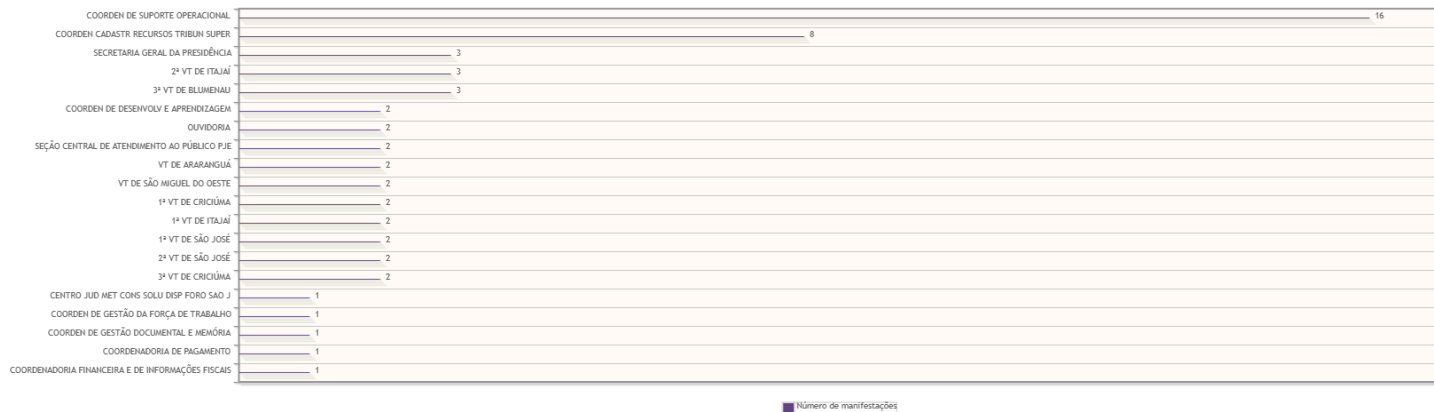 COORDEN DE SUPORTE OPERACIONAL 16
COORDEN CADASTR RECURSOS TRIBUN SUPER 8
SECRETARIA GERAL DA PRESIDÊNCIA 3
2ª VT DE ITAJAÍ 3
3ª VT DE BLUMENAU 3
COORDEN DE DESENVOLV E APRENDIZAGEM 2
OUVIDORIA 2
SEÇÃO CENTRAL DE ATENDIMENTO AO PÚBLICO PJE 2
VT DE ARARANGUÁ 2
VT DE SÃO MIGUEL DO OESTE 2
1ª VT DE CRICIÚMA 2
1ª VT DE ITAJAÍ 2
1ª VT DE SÃO JOSÉ 2
2ª VT DE SÃO JOSÉ 2
3ª VT DE CRICIÚMA 2
CENTRO JUD MET CONS SOLU DISP FORO SAO J 1
COORDEN DE GESTÃO DA FORÇA DE TRABALHO 1
COORDEN DE GESTÃO DOCUMENTAL E MEMÓRIA 1
COORDENADORIA DE PAGAMENTO 1
COORDENADORIA FINANCEIRA E DE INFORMAÇÕES FISCAIS 1
Número de manifestações